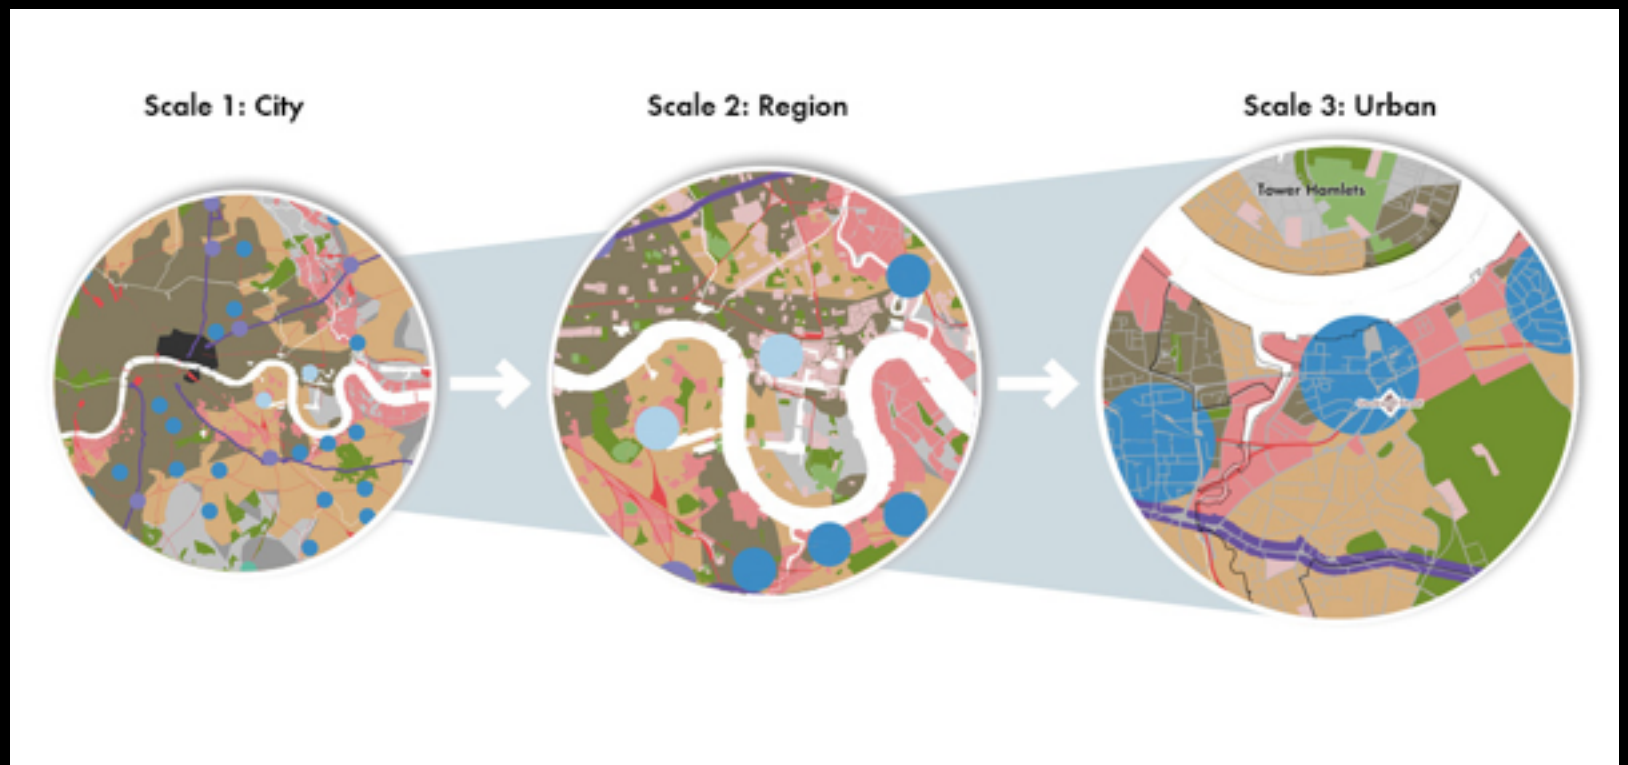 Scale 1: City
Scale 2: Region
Scale 3: Urban
Tower Hamlets